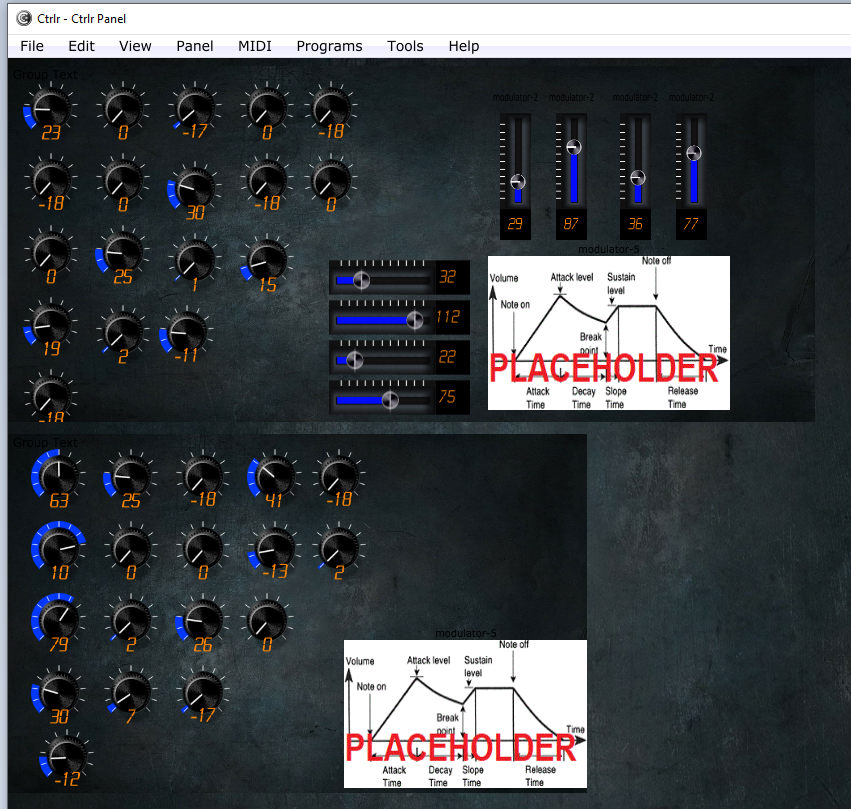 Ctrlr - Ctrlr Panel
File Edit View Panel MIDI Programs Tools Help
Group Text
modulator-2 modulator-2 modulator-2 modulator-2
23 0 -17 0 -18
-18 0 30 -18 0
0 25 1 15
19 2 -11
-18
29 87 36 77
32
112
22
75
modulator-5
Note off
Volume
Attack level
Sustain
level
Note on
Break
point
Time
PLACEHOLDER
Attack Decay Slope Release
Time Time Time Time
Group Text
63 25 -18 41 -18
10 0 0 -13 2
79 2 26 0
30 7 -17
-12
modulator-5
Note off
Volume
Attack level
Sustain
level
Note on
Break
point
Time
PLACEHOLDER
Attack Decay Slope Release
Time Time Time Time